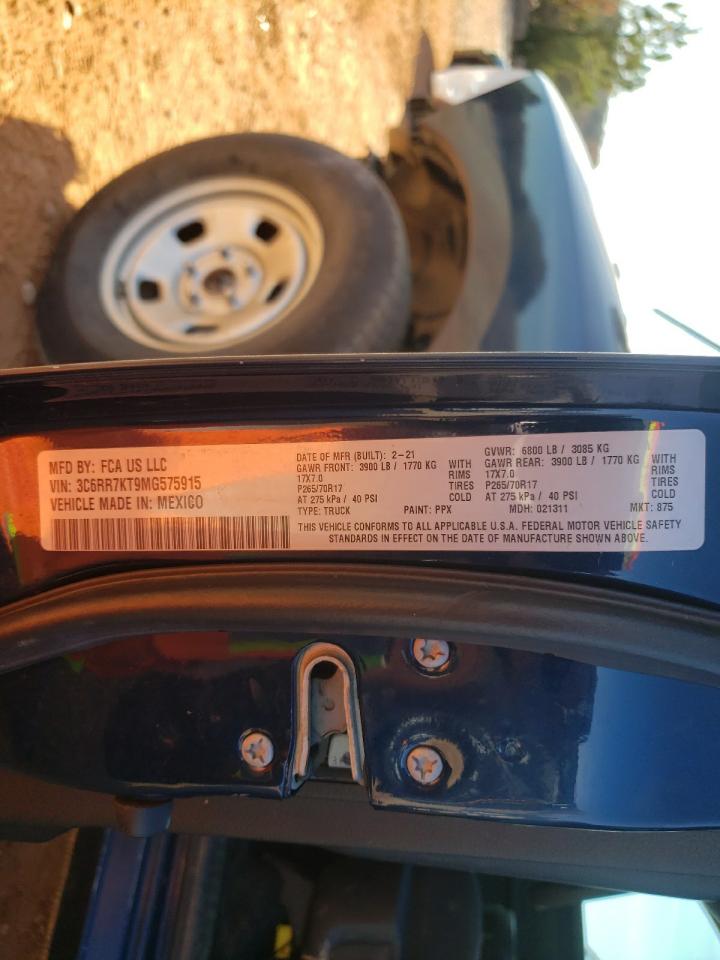 MFD BY: FCA US LLC
VIN: 3C6RR7KT9MG575915
VEHICLE MADE IN: MEXICO
DATE OF MFR (BUILT): 2-21
GAWR FRONT: 3900 LB / 1770 KG WITH
17X7.0 RIMS
P265/70R17 TIRES
AT 275 kPa / 40 PSI COLD
TYPE: TRUCK PAINT: PPX
GVWR: 6800 LB / 3085 KG
GAWR REAR: 3900 LB / 1770 KG WITH
17X7.0 RIMS
P265/70R17 TIRES
AT 275 kPa / 40 PSI COLD
MDH: 021311 MKT: 875
THIS VEHICLE CONFORMS TO ALL APPLICABLE U.S.A. FEDERAL MOTOR VEHICLE SAFETY
STANDARDS IN EFFECT ON THE DATE OF MANUFACTURE SHOWN ABOVE.